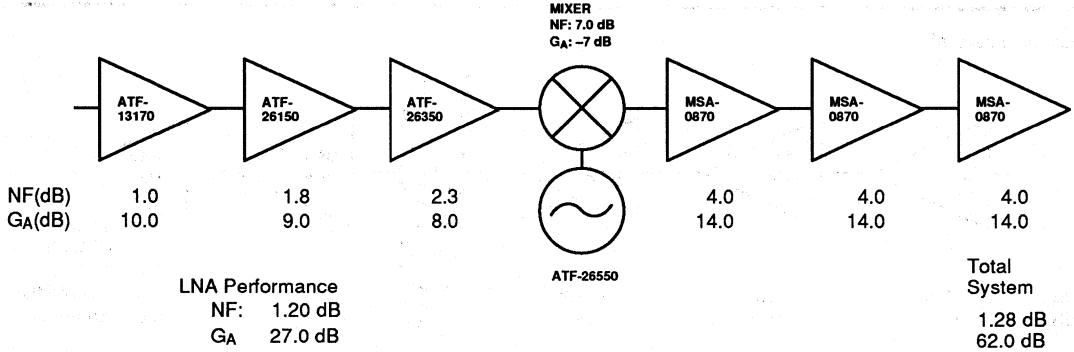 MIXER
NF: 7.0 dB
GA: –7 dB
ATF-
13170
ATF-
26150
ATF-
26350
MSA-
0870
MSA-
0870
MSA-
0870
NF(dB) 1.0 1.8 2.3 4.0 4.0 4.0
GA(dB) 10.0 9.0 8.0 14.0 14.0 14.0
ATF-26550
LNA Performance
NF: 1.20 dB
GA 27.0 dB
Total
System
1.28 dB
62.0 dB